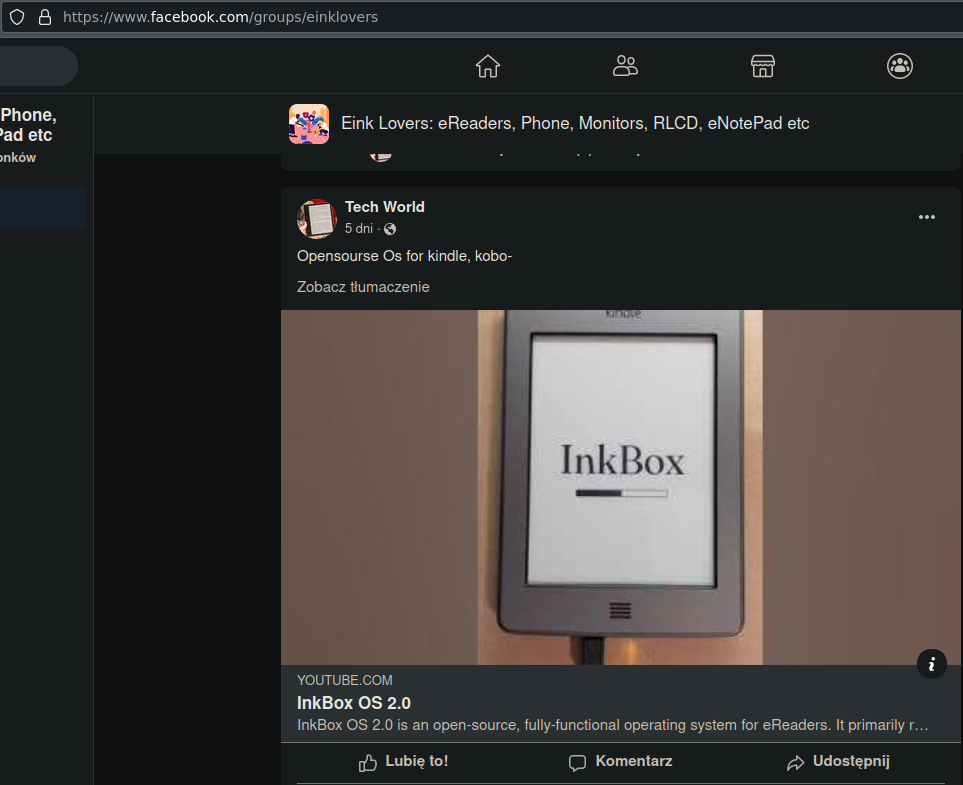 https://www.facebook.com/groups/einklovers
Phone,
Pad etc
onków
Eink Lovers: eReaders, Phone, Monitors, RLCD, eNotePad etc
Tech World
5 dni ·
Opensourse Os for kindle, kobo-
Zobacz tłumaczenie
kindle
InkBox
YOUTUBE.COM
InkBox OS 2.0
InkBox OS 2.0 is an open-source, fully-functional operating system for eReaders. It primarily r…
Lubię to!
Komentarz
Udostępnij